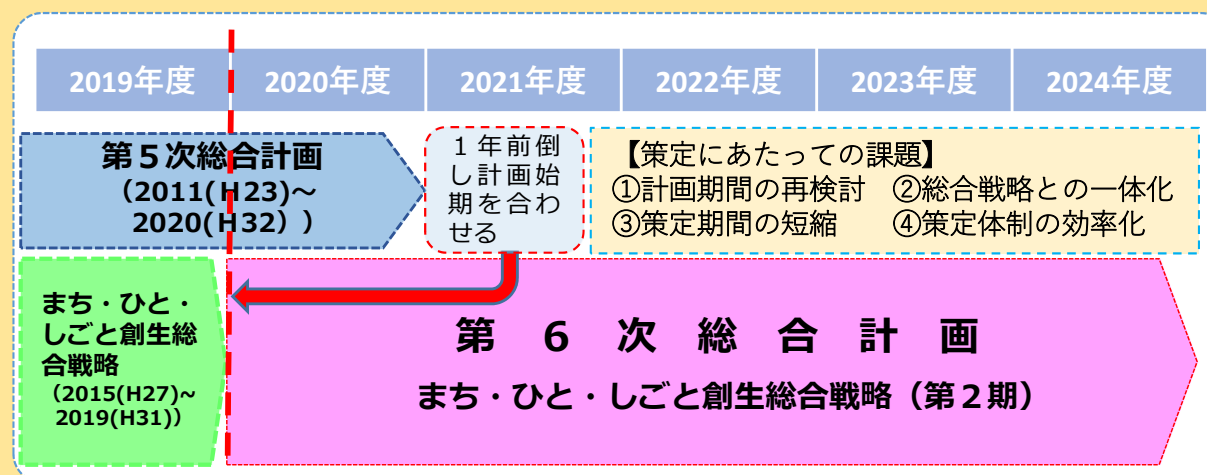 2019年度 2020年度 2021年度 2022年度 2023年度 2024年度
第５次総合計画
（2011(H23)～
2020(H32））
１年前倒
し計画始
期を合わ
せる
【策定にあたっての課題】
①計画期間の再検討 ②総合戦略との一体化
③策定期間の短縮 ④策定体制の効率化
まち・ひと・
しごと創生総
合戦略
（2015(H27)~
2019(H31)）
第６次総合計画
まち・ひと・しごと創生総合戦略（第２期）